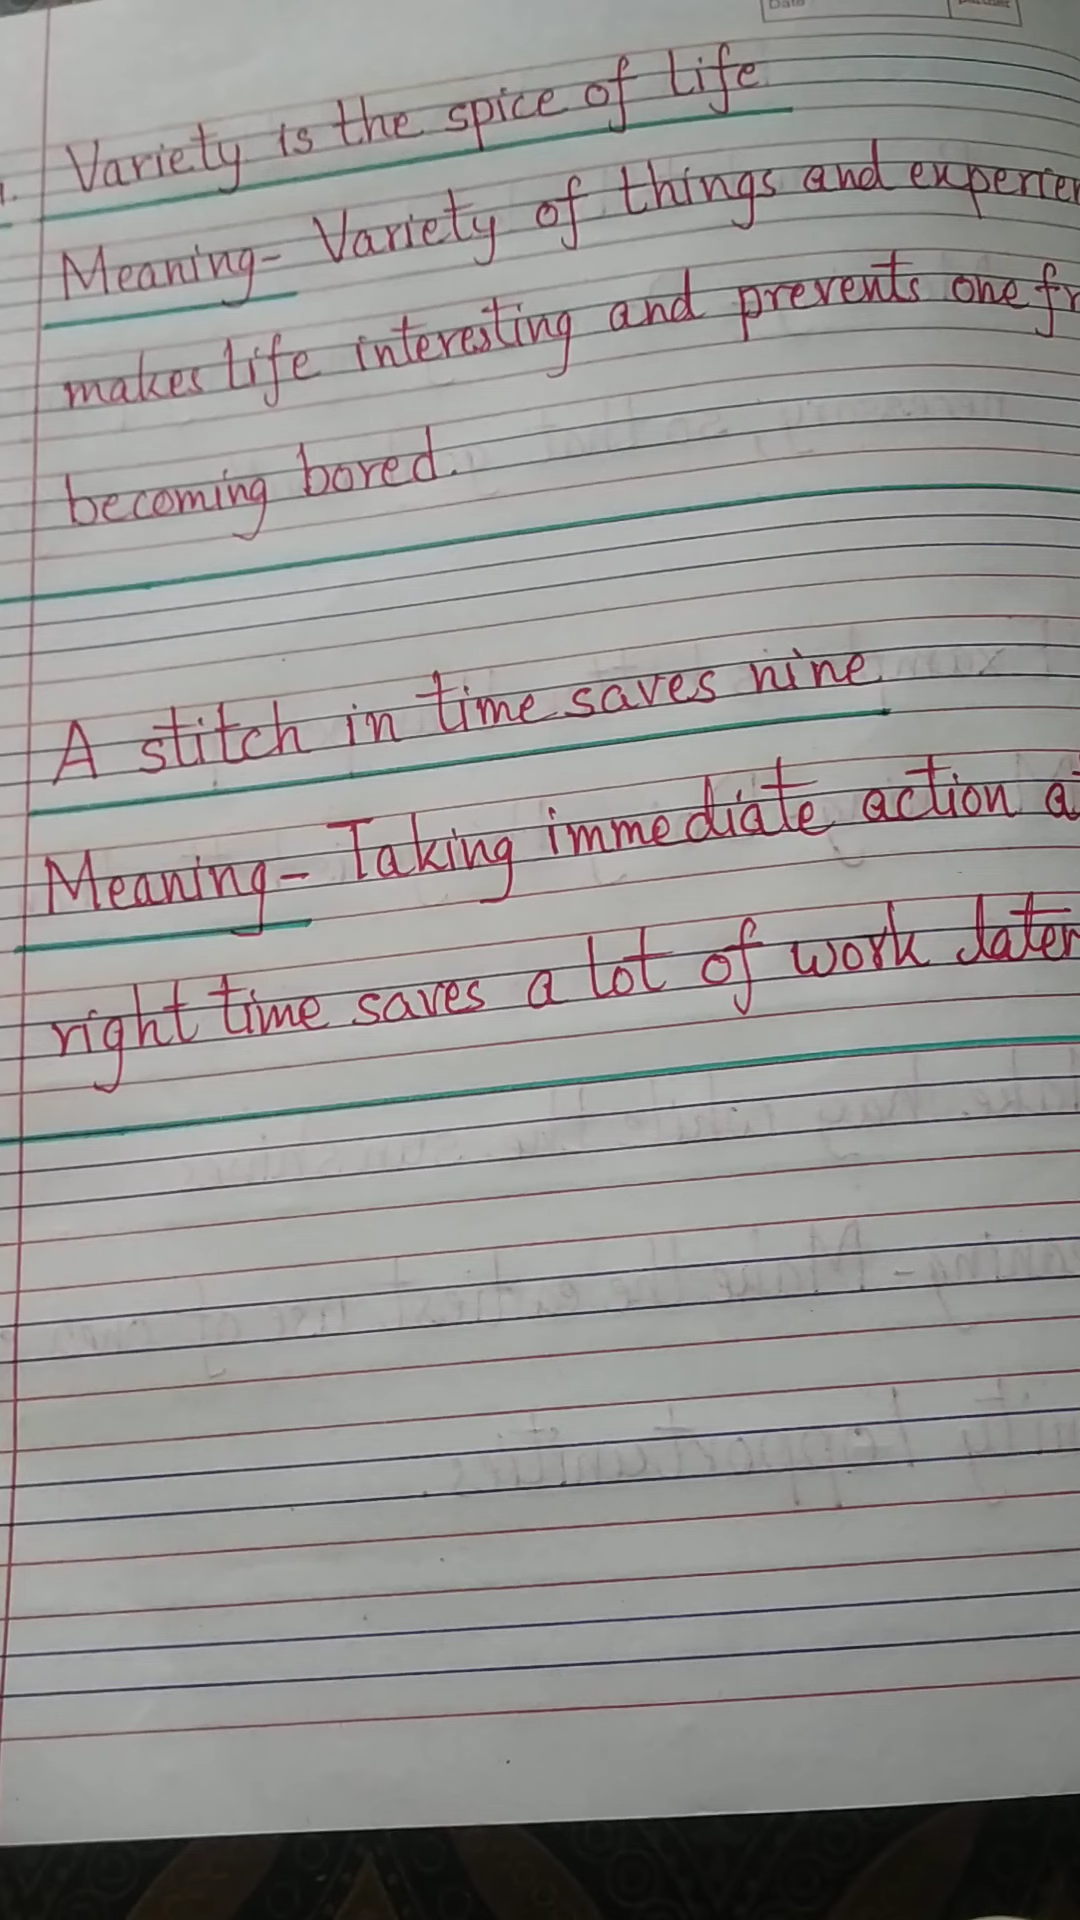 Date
1. Variety is the spice of life
Meaning- Variety of things and
makes life interesting and prevents one
becoming bored.
A stitch in time saves nine
Meaning- Taking immediate action
right time saves a lot of work later